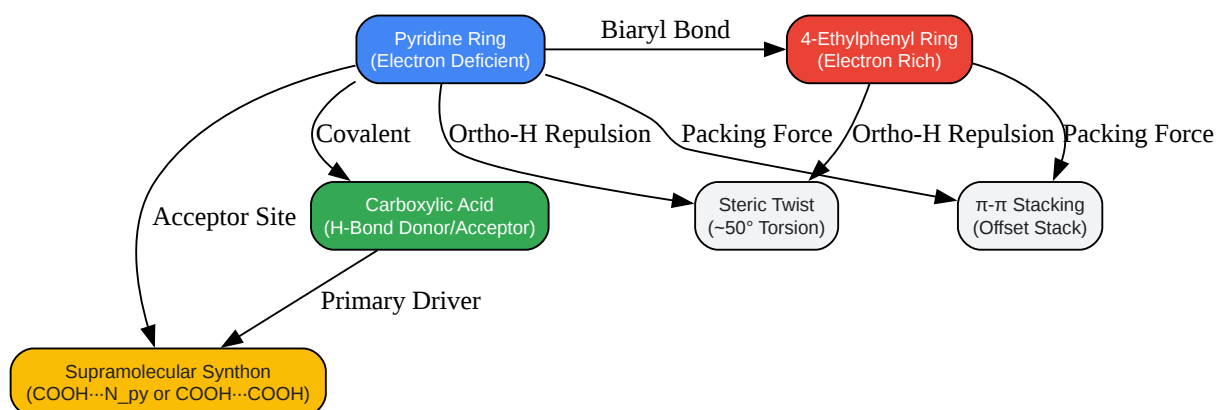 Pyridine Ring
(Electron Deficient)
Biaryl Bond
4-Ethylphenyl Ring
(Electron Rich)
Covalent
Ortho-H Repulsion
Packing Force
Ortho-H Repulsion
Packing Force
Acceptor Site
Carboxylic Acid
(H-Bond Donor/Acceptor)
Steric Twist
(~50° Torsion)
π-π Stacking
(Offset Stack)
Primary Driver
Supramolecular Synthon
(COOH···N_py or COOH···COOH)